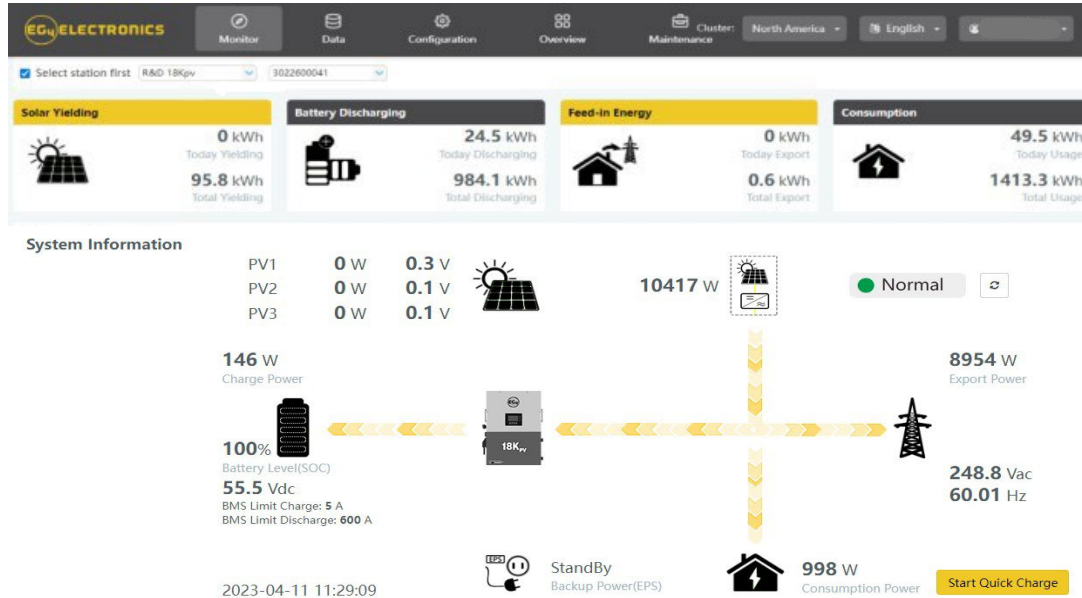 EG4 ELECTRONICS
Monitor
Data
Configuration
Overview
Maintenance
Cluster:
North America
English
Select station first
R&D 18Kpv
3022600041
Solar Yielding
0 kWh
Today Yielding
95.8 kWh
Total Yielding
Battery Discharging
24.5 kWh
Today Discharging
984.1 kWh
Total Discharging
Feed-in Energy
0 kWh
Today Export
0.6 kWh
Total Export
Consumption
49.5 kWh
Today Usage
1413.3 kWh
Total Usage
System Information
PV1 0 W 0.3 V
PV2 0 W 0.1 V
PV3 0 W 0.1 V
10417 W
Normal
146 W
Charge Power
8954 W
Export Power
EG4
18KPV
100%
Battery Level(SOC)
55.5 Vdc
BMS Limit Charge: 5 A
BMS Limit Discharge: 600 A
248.8 Vac
60.01 Hz
EPS
StandBy
Backup Power(EPS)
998 W
Consumption Power
Start Quick Charge
2023-04-11 11:29:09